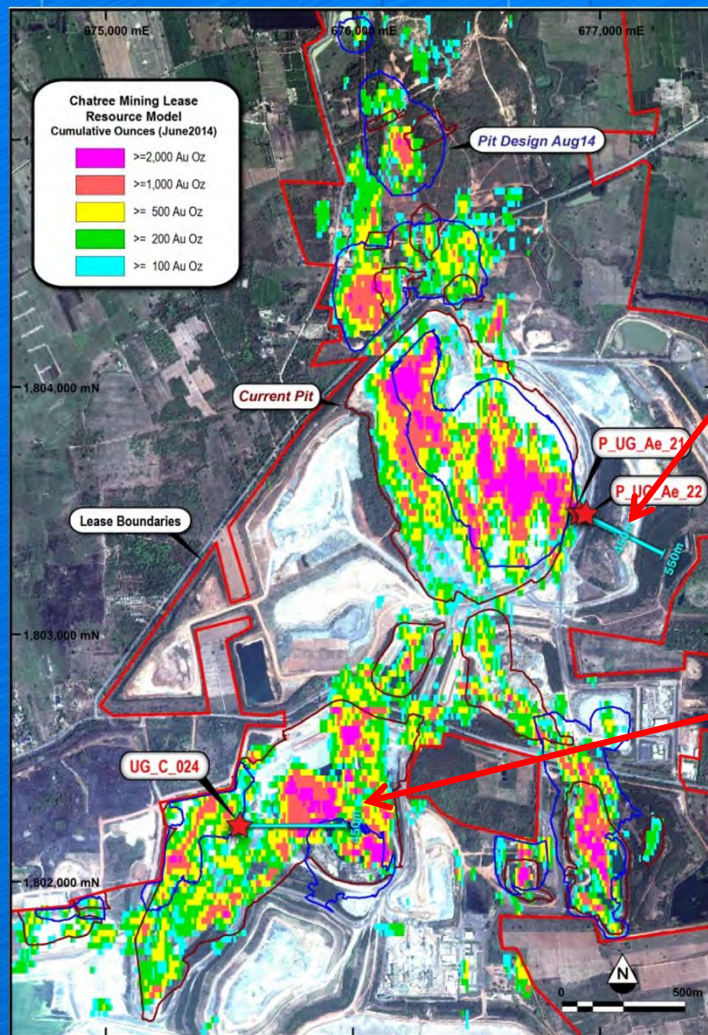 675,000 mE
676,000 mE
677,000 mE
Chatree Mining Lease
Resource Model
Cumulative Ounces (June2014)
>=2,000 Au Oz
>=1,000 Au Oz
>= 500 Au Oz
>= 200 Au Oz
>= 100 Au Oz
Pit Design Aug14
1,804,000 mN
Current Pit
P_UG_Ae_21
P_UG_Ae_22
450m
550m
Lease Boundaries
1,803,000 mN
UG_C_024
450m
1,802,000 mN
N
0
500m